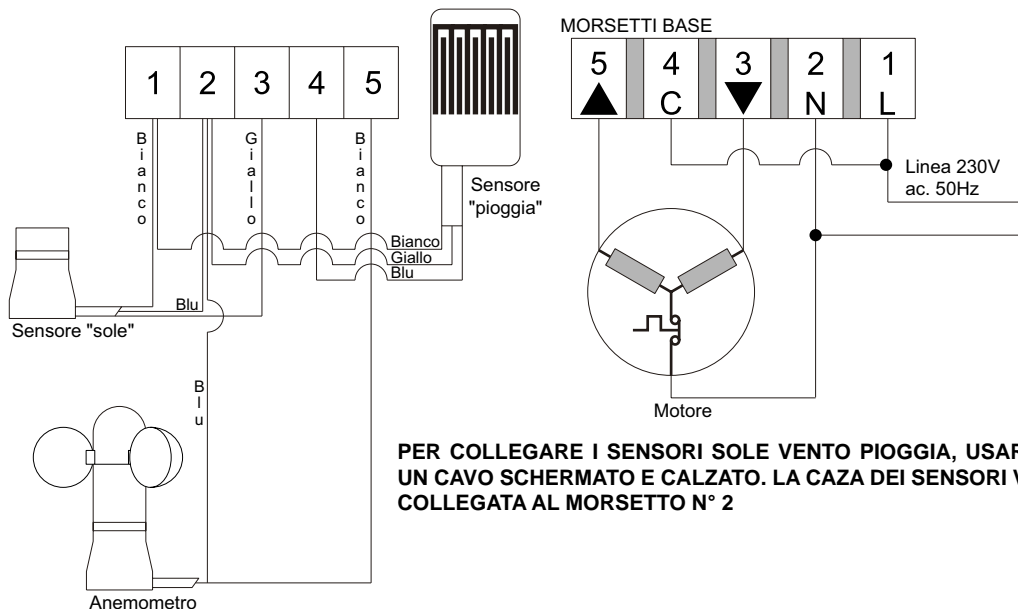 1 2 3 4 5
Bianco
Giallo
Bianco
Sensore
"pioggia"
Bianco
Giallo
Blu
Blu
Sensore "sole"
Blu
Anemometro
MORSETTI BASE
5 4 3 2 1
C N L
Linea 230V
ac. 50Hz
Motore
PER COLLEGARE I SENSORI SOLE VENTO PIOGGIA, USAR
UN CAVO SCHERMATO E CALZATO. LA CAZA DEI SENSORI V
COLLEGATA AL MORSETTO N° 2